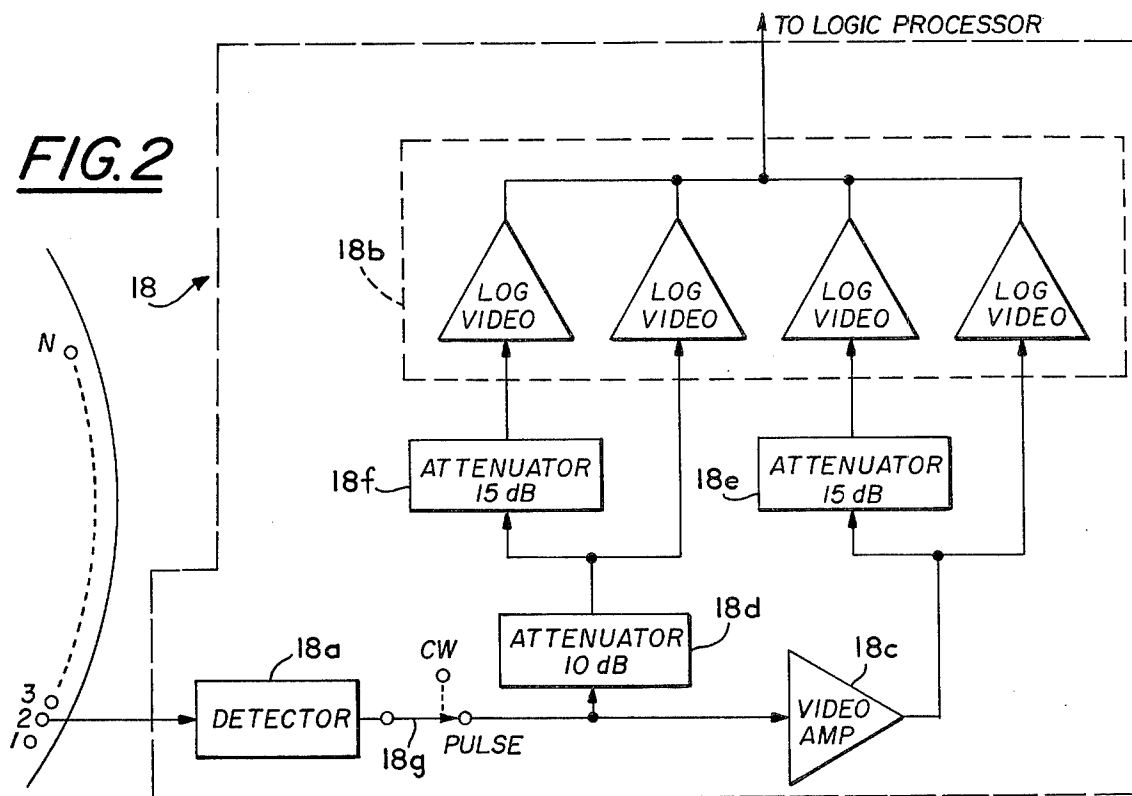 TO LOGIC PROCESSOR
FIG. 2
18b
18
LOG
VIDEO
LOG
VIDEO
LOG
VIDEO
LOG
VIDEO
N
18f
ATTENUATOR
15 dB
18e
ATTENUATOR
15 dB
18a
CW
ATTENUATOR
10 dB
18d
18c
3
2
1
DETECTOR
18g
PULSE
VIDEO
AMP